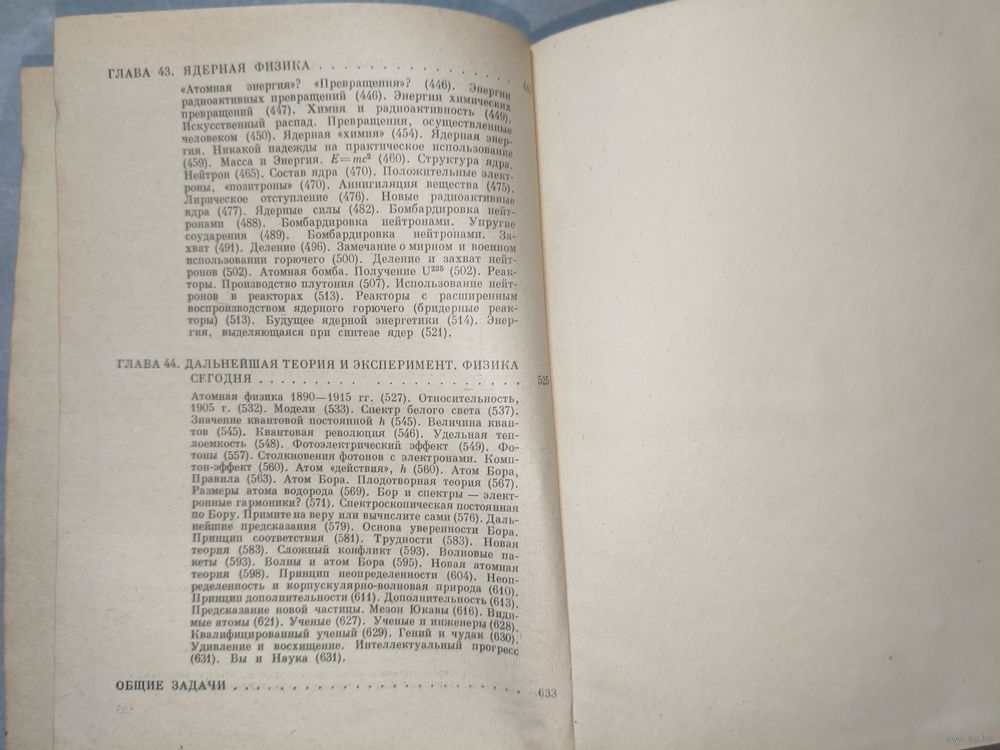 ГЛАВА 43. ЯДЕРНАЯ ФИЗИКА . . . . . . . . . . . . . . .
«Атомная энергия»? «Превращения»? (446). Энергии
радиоактивных превращений (446). Энергии химических
превращений (447). Химия и радиоактивность (449).
Искусственный распад. Превращения, осуществленные
человеком (450). Ядерная «химия» (454). Ядерная энер-
гия. Никакой надежды на практическое использование
(459). Масса и Энергия. E=mc² (460). Структура ядра.
Нейтрон (465). Состав ядра (470). Положительные элект-
роны, «позитроны» (470). Аннигиляция вещества (475).
Лирическое отступление (476). Новые радиоактивные
ядра (477). Ядерные силы (482). Бомбардировка нейт-
ронами (488). Бомбардировка нейтронами. Упругие
соударения (489). Бомбардировка нейтронами. За-
хват (491). Деление (496). Замечание о мирном и военном
использовании горючего (500). Деление и захват нейт-
ронов (502). Атомная бомба. Получение U²³⁵ (502). Реак-
торы. Производство плутония (507). Использование нейт-
ронов в реакторах (513). Реакторы с расширенным
воспроизводством ядерного горючего (бридерные реак-
торы) (513). Будущее ядерной энергетики (514). Энер-
гия, выделяющаяся при синтезе ядер (521).
ГЛАВА 44. ДАЛЬНЕЙШАЯ ТЕОРИЯ И ЭКСПЕРИМЕНТ. ФИЗИКА
СЕГОДНЯ . . . . . . . . . . . . . . . . . . . . . 525
Атомная физика 1890—1915 гг. (527). Относительность,
1905 г. (532). Модели (533). Спектр белого света (537).
Значение квантовой постоянной h (545). Величина кван-
тов (545). Квантовая революция (546). Удельная теп-
лоемкость (548). Фотоэлектрический эффект (549). Фо-
тоны (557). Столкновения фотонов с электронами. Комп-
тон-эффект (560). Атом «действия», h (560). Атом Бора.
Правила (563). Атом Бора. Плодотворная теория (567).
Размеры атома водорода (569). Бор и спектры — элект-
ронные гармоники? (571). Спектроскопическая постоянная
по Бору. Примите на веру или вычислите сами (576). Даль-
нейшие предсказания (579). Основа уверенности Бора.
Принцип соответствия (581). Трудности (583). Новая
теория (583). Сложный конфликт (593). Волновые па-
кеты (593). Волны и атом Бора (595). Новая атомная
теория (598). Принцип неопределенности (604). Неоп-
ределенность и корпускулярно-волновая природа (610).
Принцип дополнительности (611). Дополнительность (613).
Предсказание новой частицы. Мезон Юкавы (616). Види-
мые атомы (621). Ученые (627). Ученые и инженеры (628).
Квалифицированный ученый (629). Гений и чудак (630).
Удивление и восхищение. Интеллектуальный прогресс
(631). Вы и Наука (631).
ОБЩИЕ ЗАДАЧИ . . . . . . . . . . . . . . . . . . . . . 633
www.ay.by